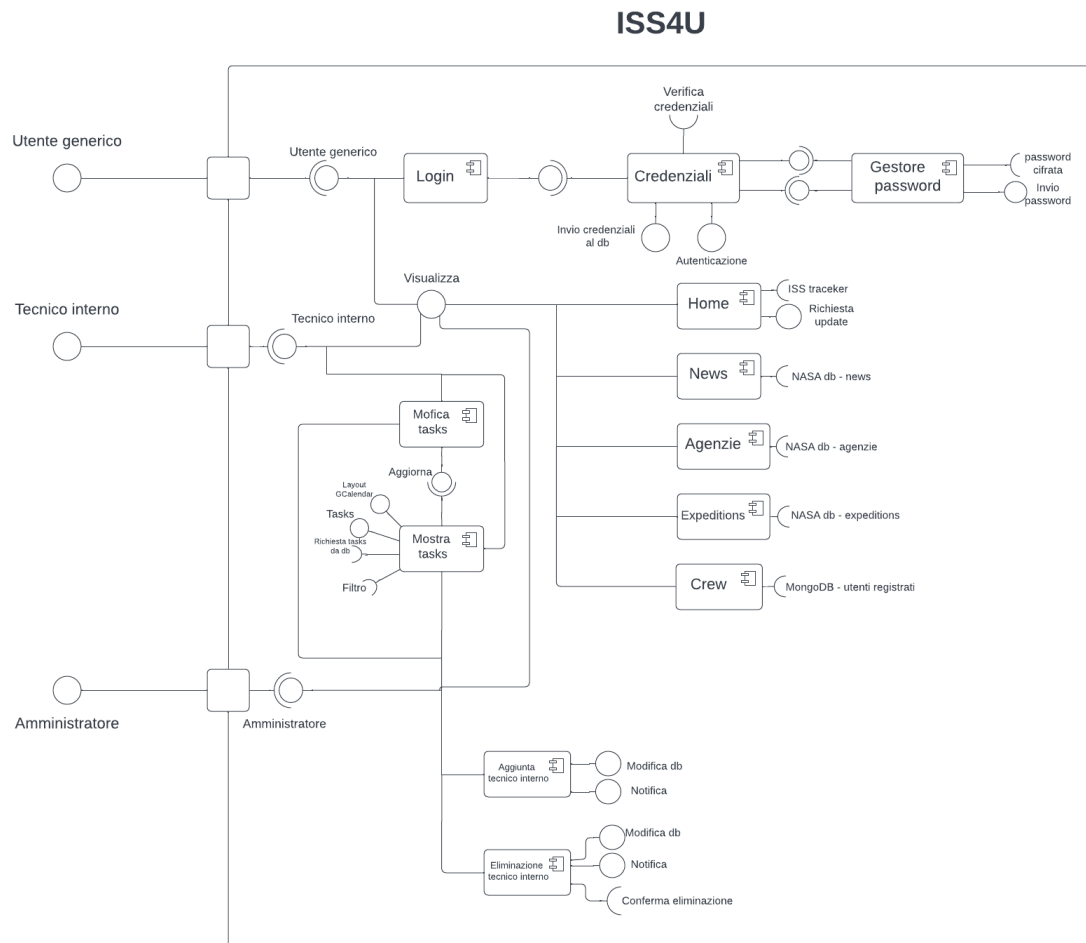 ISS4U
Verifica
credenziali
Utente generico
Utente generico
Login
Credenziali
Gestore
password
password
cifrata
Invio
password
Invio credenziali
al db
Autenticazione
Visualizza
Tecnico interno
Tecnico interno
Home
ISS traceker
Richiesta
update
News
NASA db - news
Mofica
tasks
Agenzie
NASA db - agenzie
Aggiorna
Layout
GCalendar
Tasks
Richiesta tasks
da db
Mostra
tasks
Filtro
Expeditions
NASA db - expeditions
Crew
MongoDB - utenti registrati
Amministratore
Amministratore
Aggiunta
tecnico interno
Modifica db
Notifica
Eliminazione
tecnico interno
Modifica db
Notifica
Conferma eliminazione